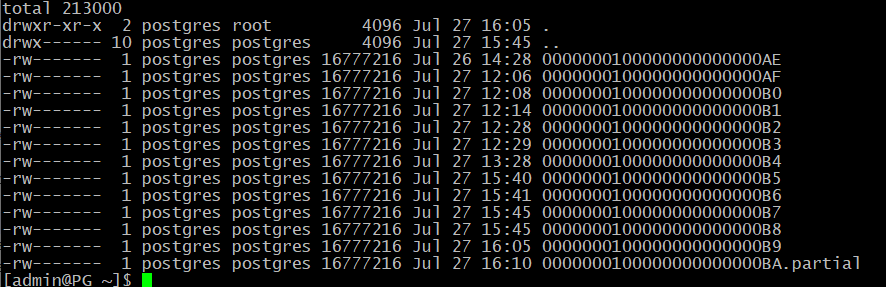 total 213000
drwxr-xr-x  2 postgres root         4096 Jul 27 16:05 .
drwx------ 10 postgres postgres     4096 Jul 27 15:45 ..
-rw-------  1 postgres postgres 16777216 Jul 26 14:28 0000000100000000000000AE
-rw-------  1 postgres postgres 16777216 Jul 27 12:06 0000000100000000000000AF
-rw-------  1 postgres postgres 16777216 Jul 27 12:08 0000000100000000000000B0
-rw-------  1 postgres postgres 16777216 Jul 27 12:14 0000000100000000000000B1
-rw-------  1 postgres postgres 16777216 Jul 27 12:28 0000000100000000000000B2
-rw-------  1 postgres postgres 16777216 Jul 27 12:29 0000000100000000000000B3
-rw-------  1 postgres postgres 16777216 Jul 27 13:28 0000000100000000000000B4
-rw-------  1 postgres postgres 16777216 Jul 27 15:40 0000000100000000000000B5
-rw-------  1 postgres postgres 16777216 Jul 27 15:41 0000000100000000000000B6
-rw-------  1 postgres postgres 16777216 Jul 27 15:45 0000000100000000000000B7
-rw-------  1 postgres postgres 16777216 Jul 27 15:45 0000000100000000000000B8
-rw-------  1 postgres postgres 16777216 Jul 27 16:05 0000000100000000000000B9
-rw-------  1 postgres postgres 16777216 Jul 27 16:10 0000000100000000000000BA.partial
[admin@PG ~]$